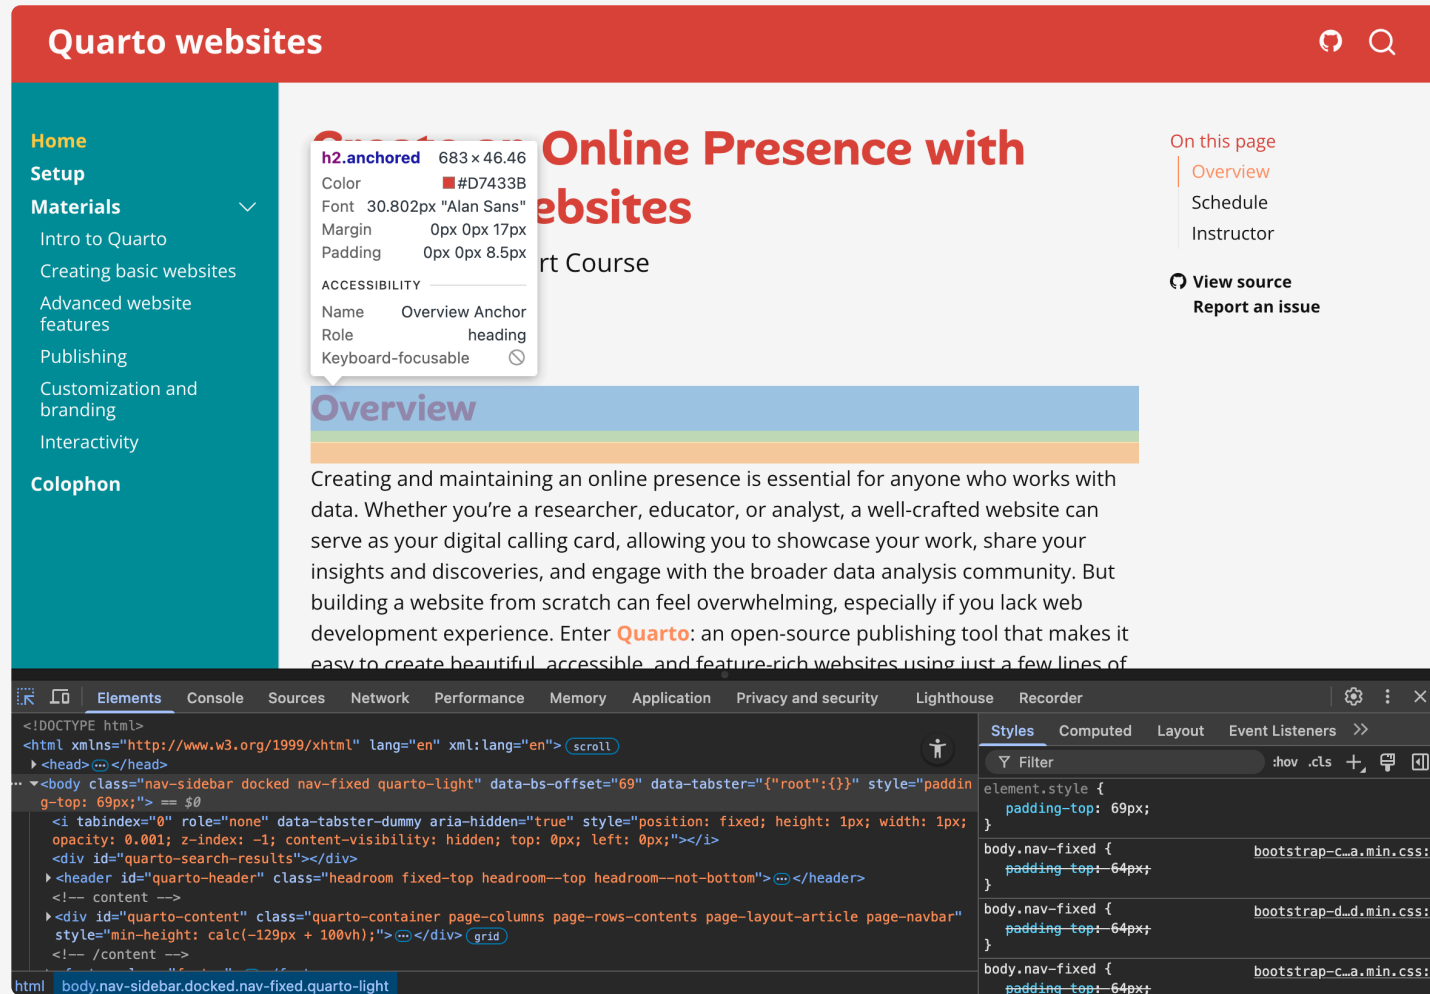 Quarto websites
Home
Setup
Materials
Intro to Quarto
Creating basic websites
Advanced website
features
Publishing
Customization and
branding
Interactivity
Colophon
Online Presence with
ebsites
rt Course
h2.anchored 683 × 46.46
Color #D7433B
Font 30.802px "Alan Sans"
Margin 0px 0px 17px
Padding 0px 0px 8.5px
ACCESSIBILITY
Name Overview Anchor
Role heading
Keyboard-focusable
Overview
Creating and maintaining an online presence is essential for anyone who works with
data. Whether you’re a researcher, educator, or analyst, a well-crafted website can
serve as your digital calling card, allowing you to showcase your work, share your
insights and discoveries, and engage with the broader data analysis community. But
building a website from scratch can feel overwhelming, especially if you lack web
development experience. Enter Quarto: an open-source publishing tool that makes it
easy to create beautiful, accessible, and feature-rich websites using just a few lines of
On this page
Overview
Schedule
Instructor
View source
Report an issue
Elements Console Sources Network Performance Memory Application Privacy and security Lighthouse Recorder
<!DOCTYPE html>
<html xmlns="http://www.w3.org/1999/xhtml" lang="en" xml:lang="en"> scroll
<head>⋯</head>
⋯ <body class="nav-sidebar docked nav-fixed quarto-light" data-bs-offset="69" data-tabster="{"root":{}}" style="paddin
g-top: 69px;"> == $0
<i tabindex="0" role="none" data-tabster-dummy aria-hidden="true" style="position: fixed; height: 1px; width: 1px;
opacity: 0.001; z-index: -1; content-visibility: hidden; top: 0px; left: 0px;"></i>
<div id="quarto-search-results"></div>
<header id="quarto-header" class="headroom fixed-top headroom--top headroom--not-bottom">⋯</header>
<!-- content -->
<div id="quarto-content" class="quarto-container page-columns page-rows-contents page-layout-article page-navbar"
style="min-height: calc(-129px + 100vh);">⋯</div> grid
<!-- /content -->
html body.nav-sidebar.docked.nav-fixed.quarto-light
Styles Computed Layout Event Listeners
Filter :hov .cls
element.style {
padding-top: 69px;
}
body.nav-fixed { bootstrap-c…a.min.css:
padding-top: 64px;
}
body.nav-fixed { bootstrap-d…d.min.css:
padding-top: 64px;
}
body.nav-fixed { bootstrap-c…a.min.css:
padding-top: 64px;